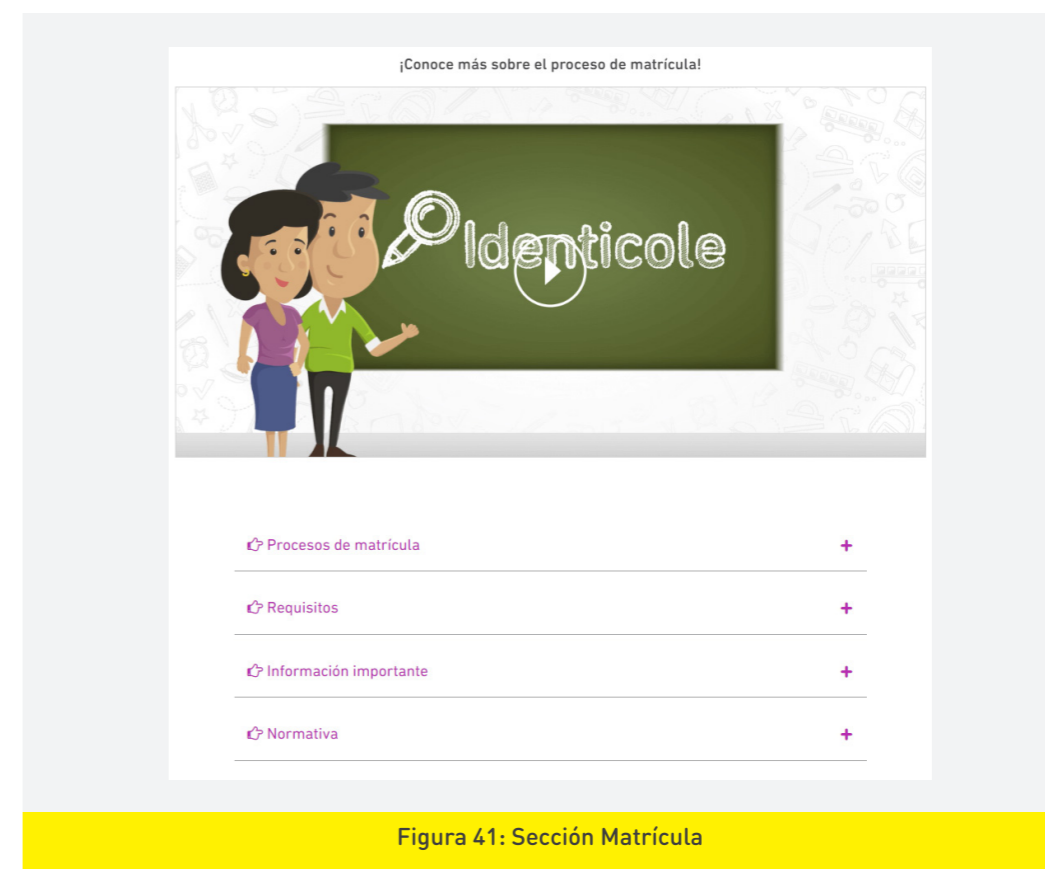 ¡Conoce más sobre el proceso de matrícula!
Identicole
Procesos de matrícula +
Requisitos +
Información importante +
Normativa +
Figura 41: Sección Matrícula